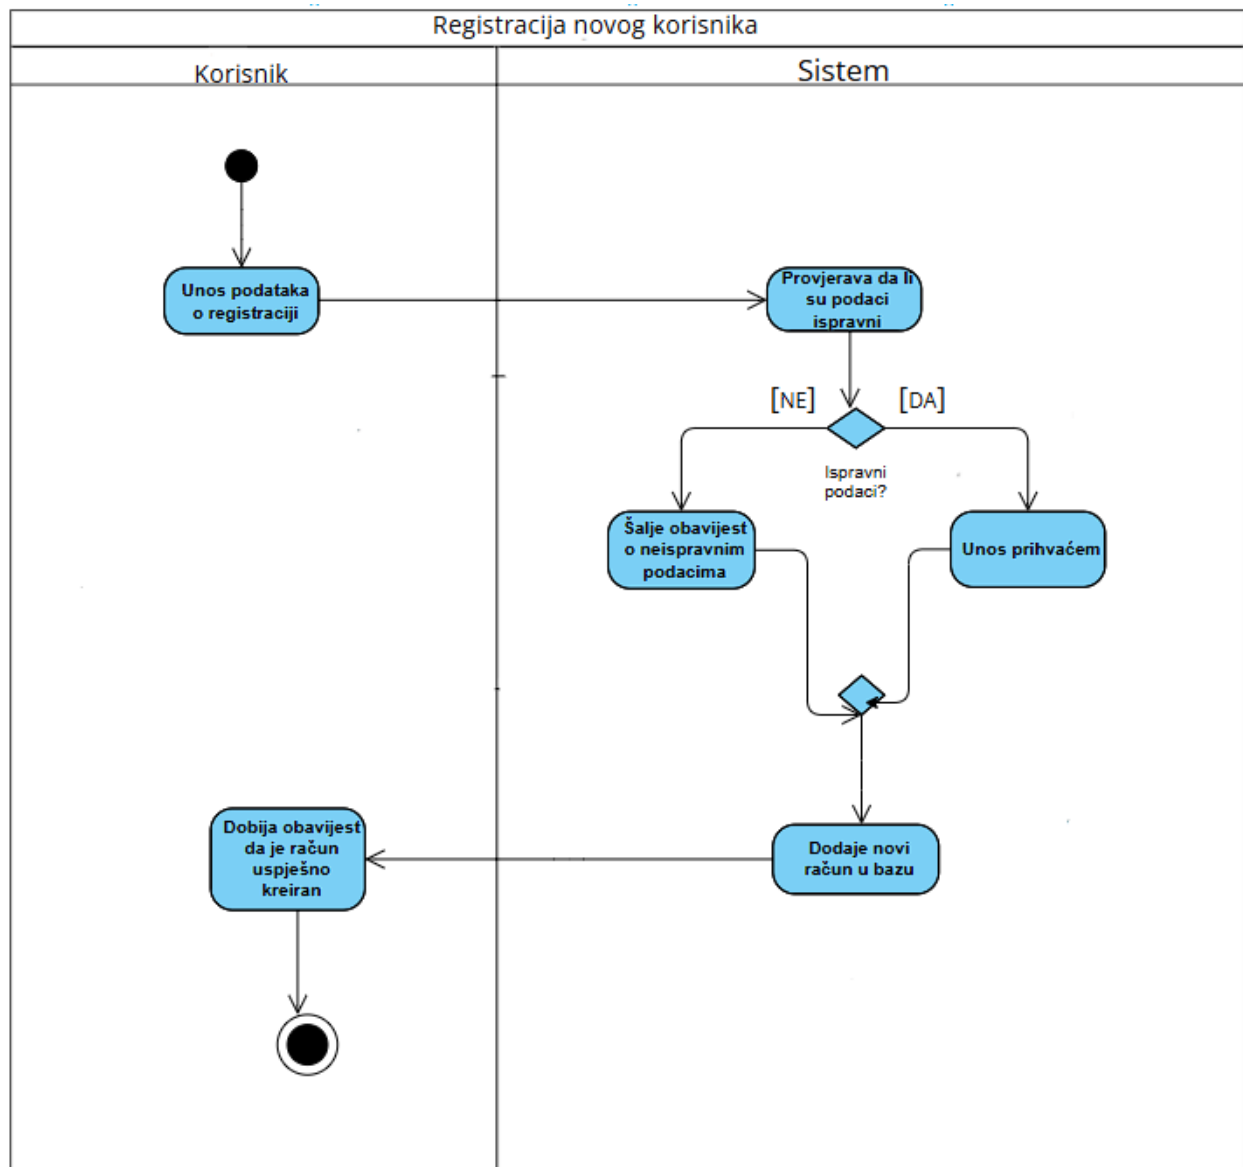 Registracija novog korisnika
Korisnik
Sistem
Unos podataka
o registraciji
Provjerava da li
su podaci
ispravni
[NE]
[DA]
Ispravni
podaci?
Šalje obavijest
o neispravnim
podacima
Unos prihvaćem
Dobija obavijest
da je račun
uspješno
kreiran
Dodaje novi
račun u bazu